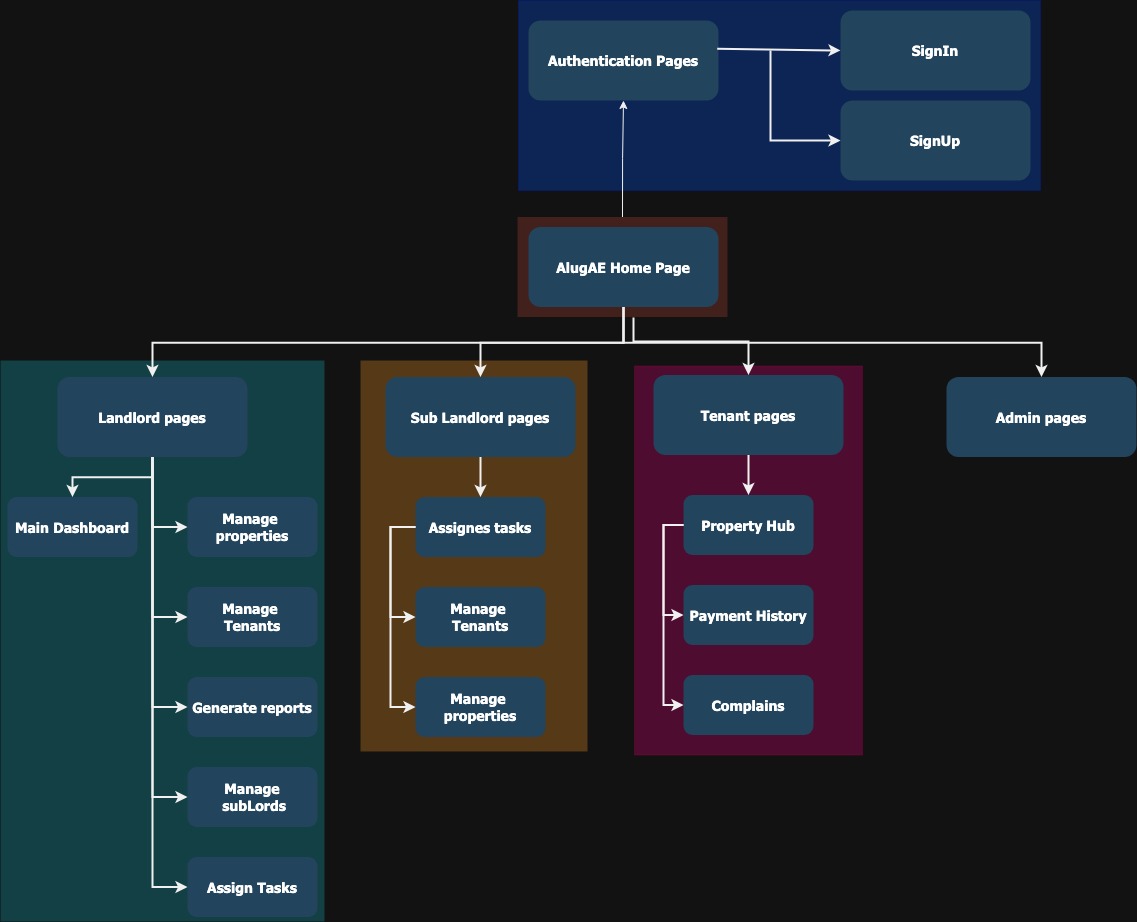 Authentication Pages
SignIn
SignUp
AlugAE Home Page
Landlord pages
Sub Landlord pages
Tenant pages
Admin pages
Main Dashboard
Manage
properties
Manage
Tenants
Generate reports
Manage
subLords
Assign Tasks
Assignes tasks
Manage
Tenants
Manage
properties
Property Hub
Payment History
Complains